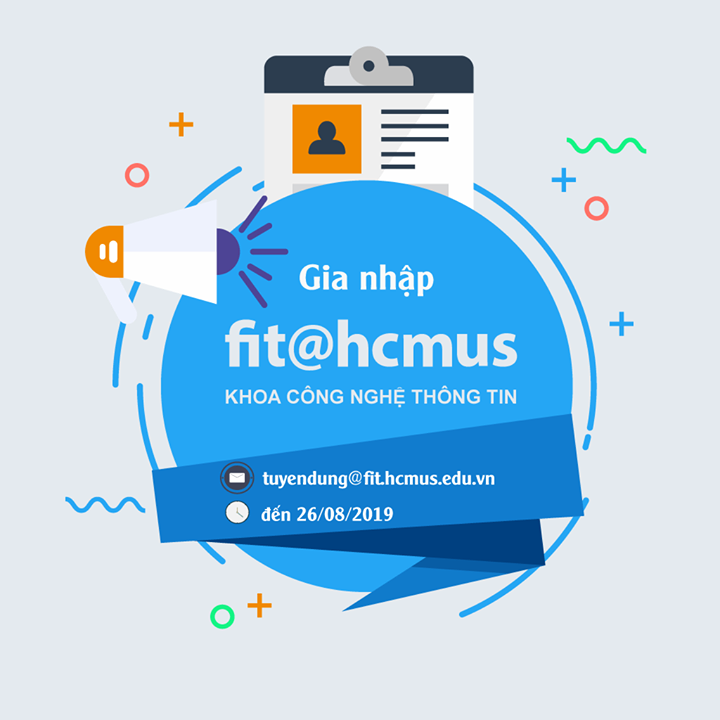 Gia nhập
fit@hcmus
KHOA CÔNG NGHỆ THÔNG TIN
tuyendung@fit.hcmus.edu.vn
đến 26/08/2019